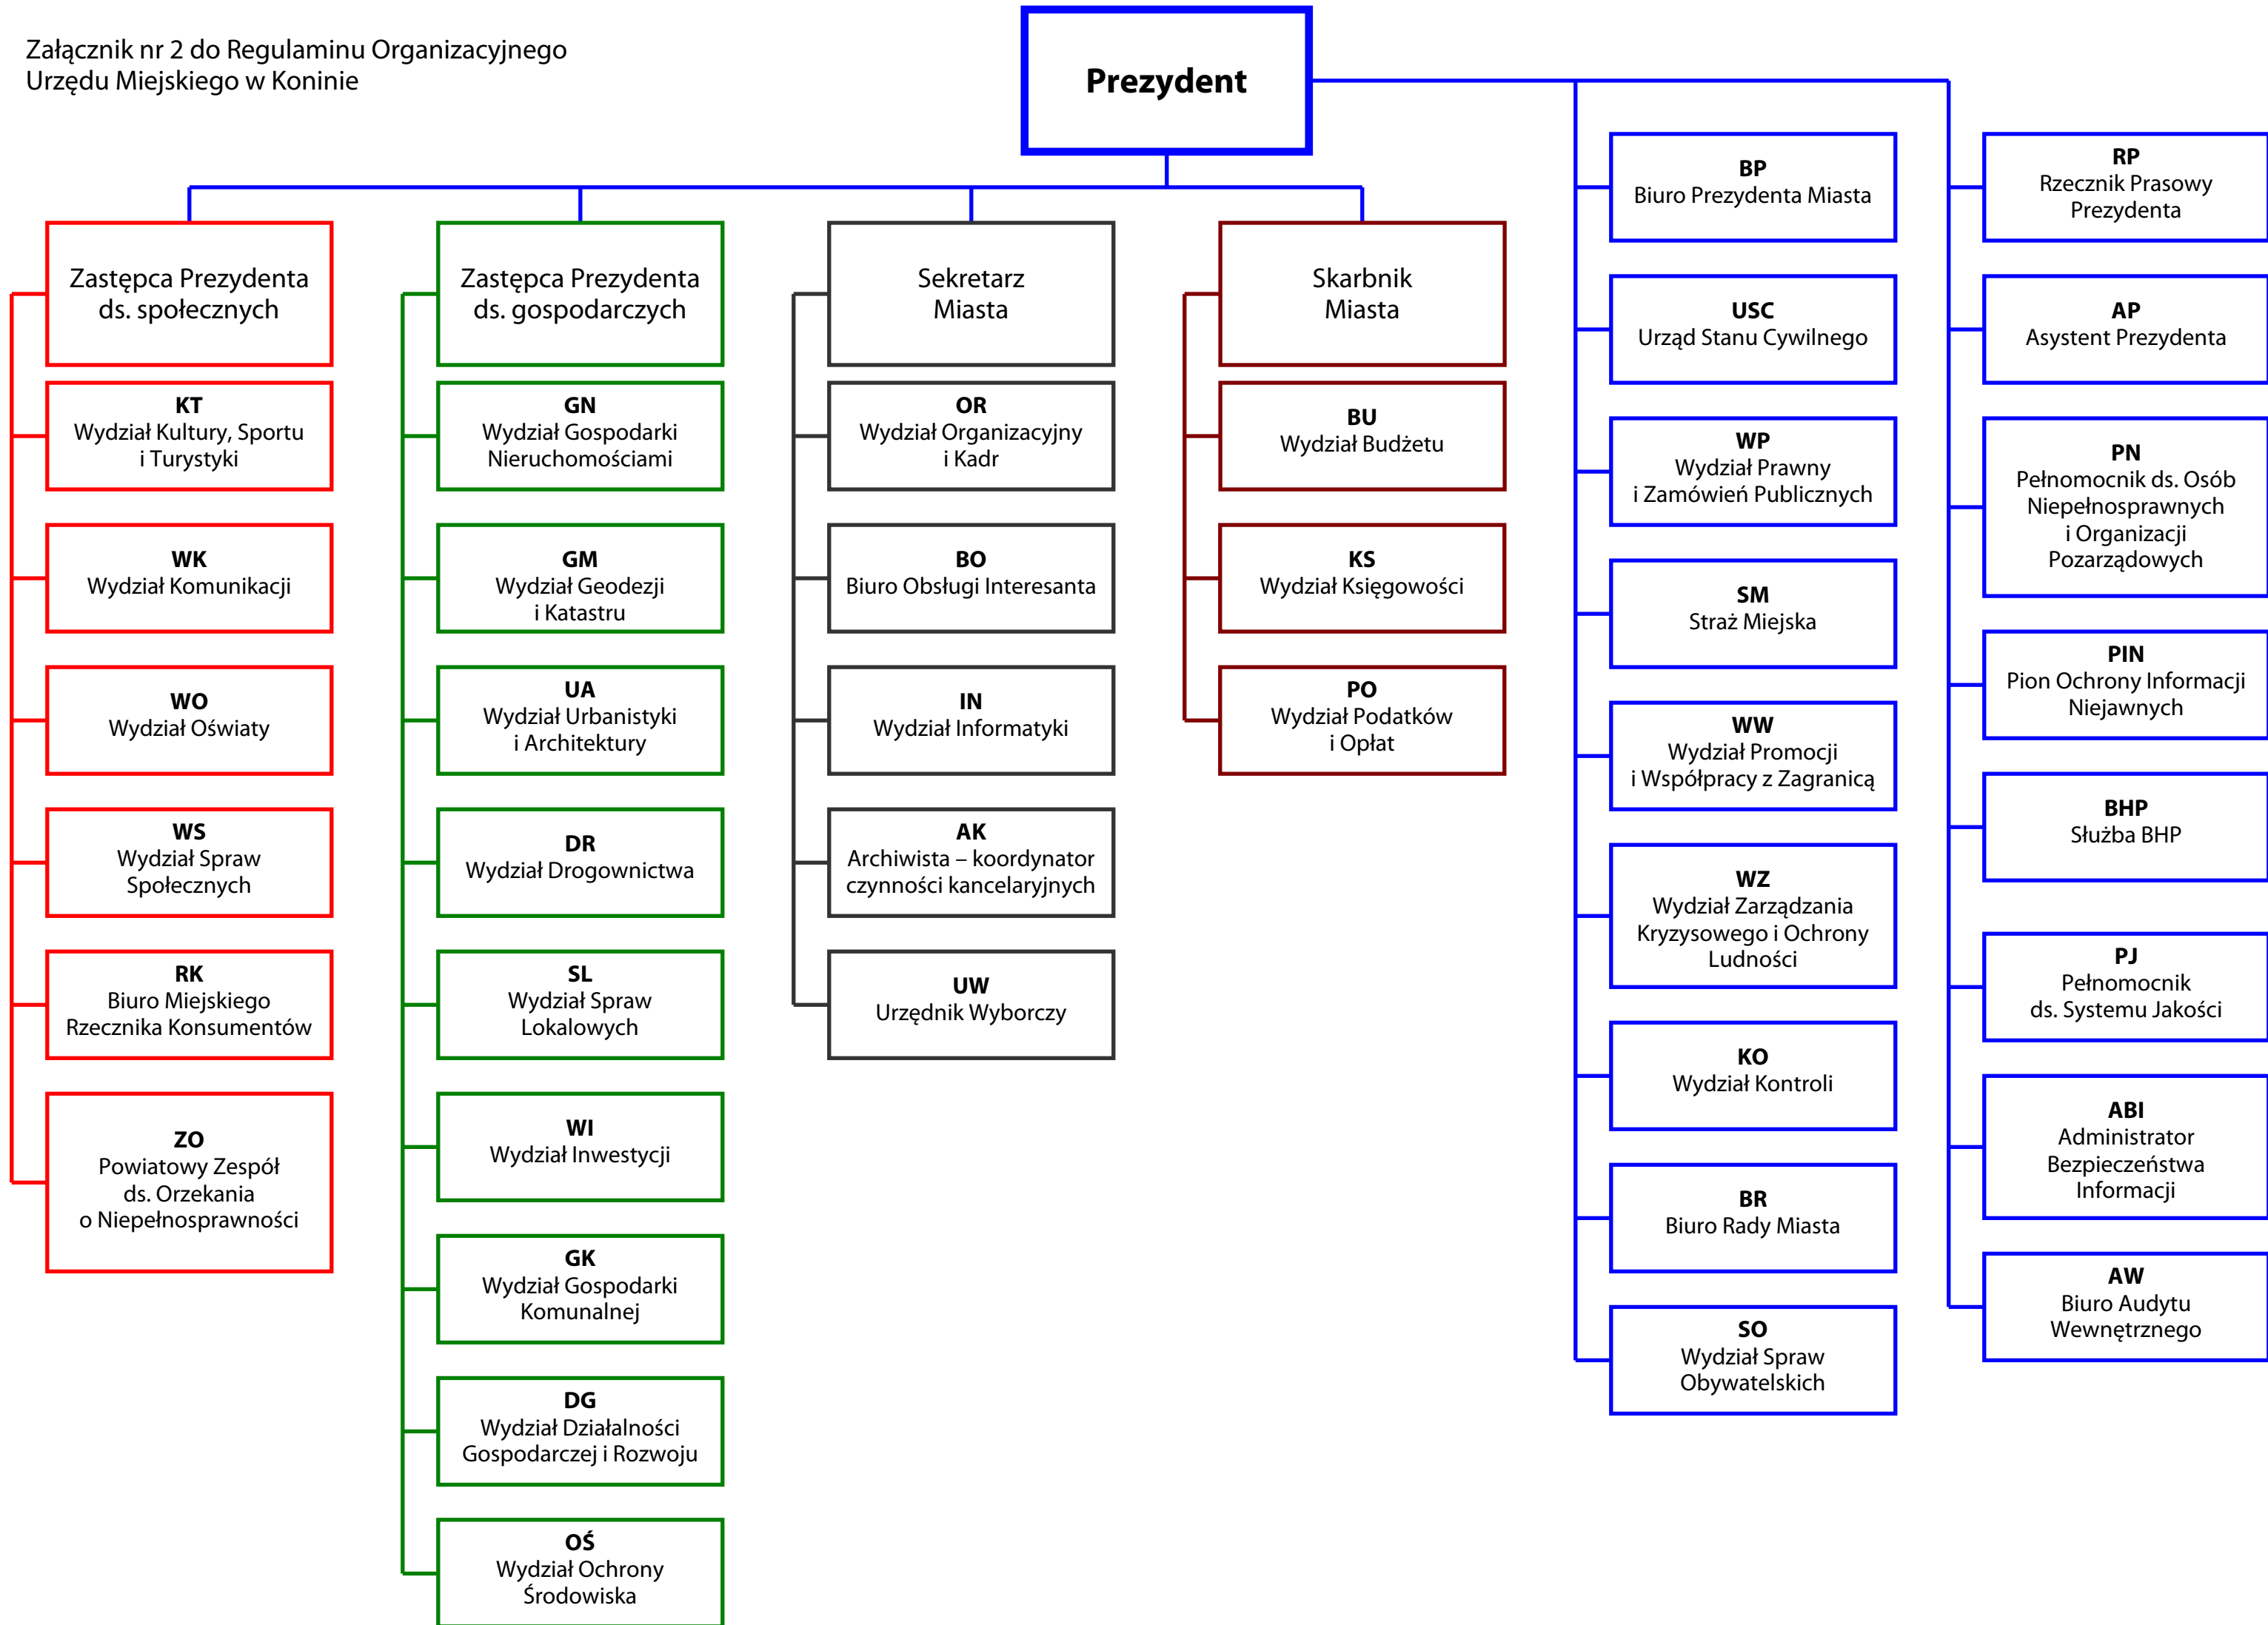 Załącznik nr 2 do Regulaminu Organizacyjnego
Urzędu Miejskiego w Koninie
Prezydent
Zastępca Prezydenta
ds. społecznych
KT
Wydział Kultury, Sportu
i Turystyki
WK
Wydział Komunikacji
WO
Wydział Oświaty
WS
Wydział Spraw
Społecznych
RK
Biuro Miejskiego
Rzecznika Konsumentów
ZO
Powiatowy Zespół
ds. Orzekania
o Niepełnosprawności
Zastępca Prezydenta
ds. gospodarczych
GN
Wydział Gospodarki
Nieruchomościami
GM
Wydział Geodezji
i Katastru
UA
Wydział Urbanistyki
i Architektury
DR
Wydział Drogownictwa
SL
Wydział Spraw
Lokalowych
WI
Wydział Inwestycji
GK
Wydział Gospodarki
Komunalnej
DG
Wydział Działalności
Gospodarczej i Rozwoju
OŚ
Wydział Ochrony
Środowiska
Sekretarz
Miasta
OR
Wydział Organizacyjny
i Kadr
BO
Biuro Obsługi Interesanta
IN
Wydział Informatyki
AK
Archiwista – koordynator
czynności kancelaryjnych
UW
Urzędnik Wyborczy
Skarbnik
Miasta
BU
Wydział Budżetu
KS
Wydział Księgowości
PO
Wydział Podatków
i Opłat
BP
Biuro Prezydenta Miasta
USC
Urząd Stanu Cywilnego
WP
Wydział Prawny
i Zamówień Publicznych
SM
Straż Miejska
WW
Wydział Promocji
i Współpracy z Zagranicą
WZ
Wydział Zarządzania
Kryzysowego i Ochrony
Ludności
KO
Wydział Kontroli
BR
Biuro Rady Miasta
SO
Wydział Spraw
Obywatelskich
RP
Rzecznik Prasowy
Prezydenta
AP
Asystent Prezydenta
PN
Pełnomocnik ds. Osób
Niepełnosprawnych
i Organizacji
Pozarządowych
PIN
Pion Ochrony Informacji
Niejawnych
BHP
Służba BHP
PJ
Pełnomocnik
ds. Systemu Jakości
ABI
Administrator
Bezpieczeństwa
Informacji
AW
Biuro Audytu
Wewnętrznego